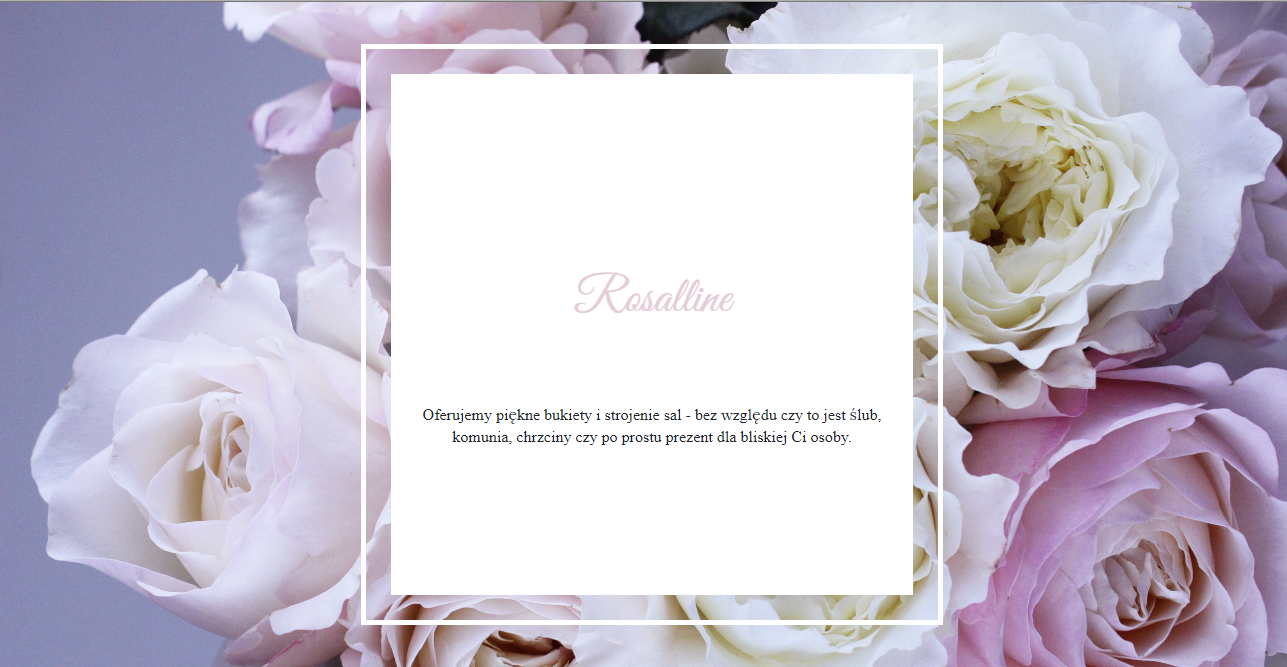 Rosalline
Oferujemy piękne bukiety i strojenie sal - bez względu czy to jest ślub,
komunia, chrzciny czy po prostu prezent dla bliskiej Ci osoby.